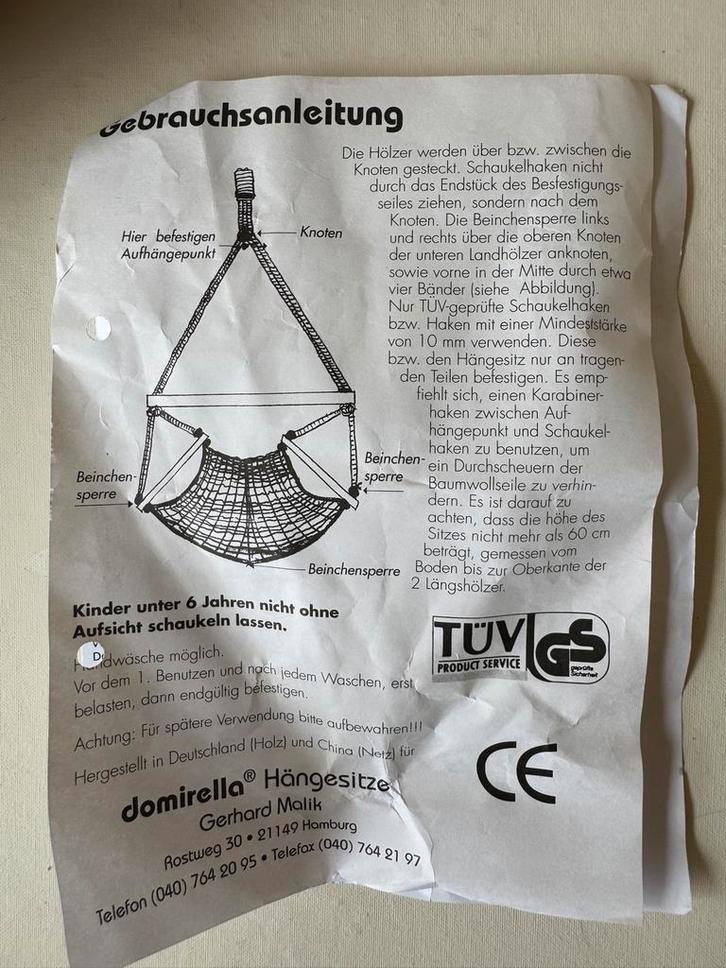 Gebrauchsanleitung
Die Hölzer werden über bzw. zwischen die
Knoten gesteckt. Schaukelhaken nicht
durch das Endstück des Besfestigungs-
seiles ziehen, sondern nach dem
Knoten. Die Beinchensperre links
und rechts über die oberen Knoten
der unteren Landhölzer anknoten,
sowie vorne in der Mitte durch etwa
vier Bänder (siehe Abbildung).
Nur TÜV-geprüfte Schaukelhaken
bzw. Haken mit einer Mindeststärke
von 10 mm verwenden. Diese
bzw. den Hängesitz nur an tragen-
den Teilen befestigen. Es emp-
fiehlt sich, einen Karabiner-
haken zwischen Auf-
hängepunkt und Schaukel-
haken zu benutzen, um
ein Durchscheuern der
Baumwollseile zu verhin-
dern. Es ist darauf zu
achten, dass die höhe des
Sitzes nicht mehr als 60 cm
beträgt, gemessen vom
Boden bis zur Oberkante der
2 Längshölzer.
Hier befestigen
Aufhängepunkt
Knoten
Beinchen-
sperre
Beinchen-
sperre
Beinchensperre
Kinder unter 6 Jahren nicht ohne
Aufsicht schaukeln lassen.
dwäsche möglich.
Vor dem 1. Benutzen und nach jedem Waschen, erst
belasten, dann endgültig befestigen.
Achtung: Für spätere Verwendung bitte aufbewahren!!!
Hergestellt in Deutschland (Holz) und China (Netz) für
domirella® Hängesitze
Gerhard Malik
Rostweg 30 • 21149 Hamburg
Telefon (040) 764 20 95 • Telefax (040) 764 21 97
TÜV
PRODUCT SERVICE
GS
geprüfte
Sicherheit
CE